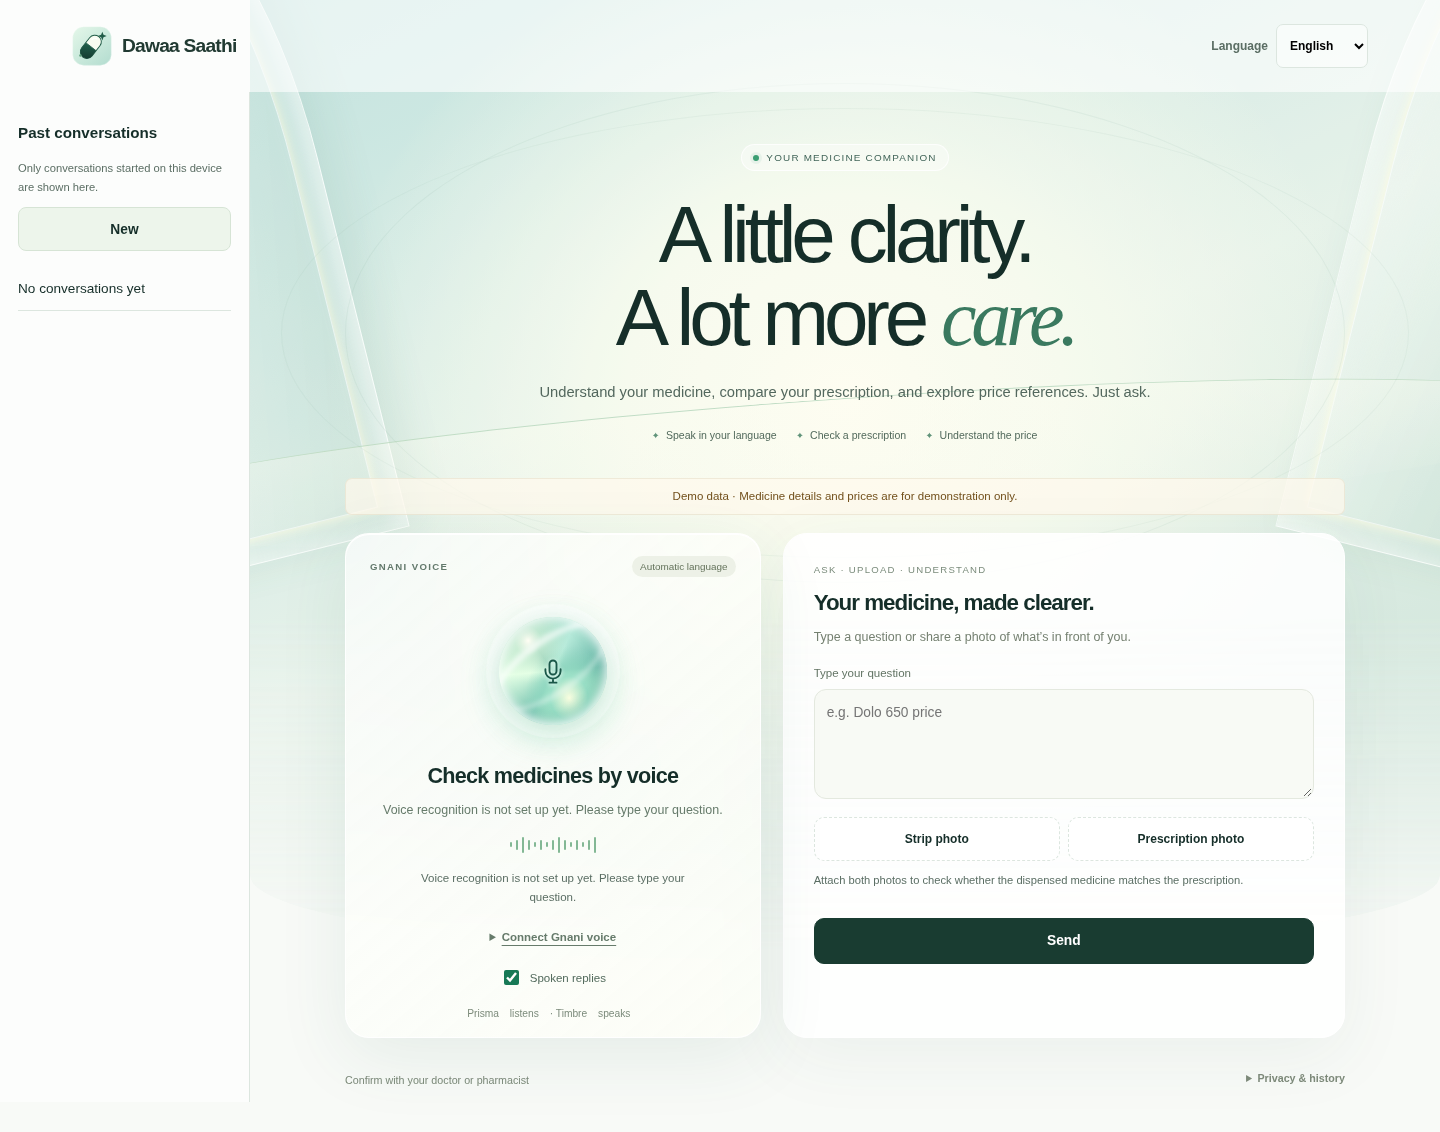 Dawaa Saathi
Language
English
Past conversations
Only conversations started on this device
are shown here.
New
No conversations yet
YOUR MEDICINE COMPANION
A little clarity.
A lot more care.
Understand your medicine, compare your prescription, and explore price references. Just ask.
Speak in your language
Check a prescription
Understand the price
Demo data · Medicine details and prices are for demonstration only.
GNANI VOICE
Automatic language
Check medicines by voice
Voice recognition is not set up yet. Please type your question.
Voice recognition is not set up yet. Please type your
question.
Connect Gnani voice
Spoken replies
Prisma listens · Timbre speaks
ASK · UPLOAD · UNDERSTAND
Your medicine, made clearer.
Type a question or share a photo of what's in front of you.
Type your question
e.g. Dolo 650 price
Strip photo
Prescription photo
Attach both photos to check whether the dispensed medicine matches the prescription.
Send
Confirm with your doctor or pharmacist
Privacy & history